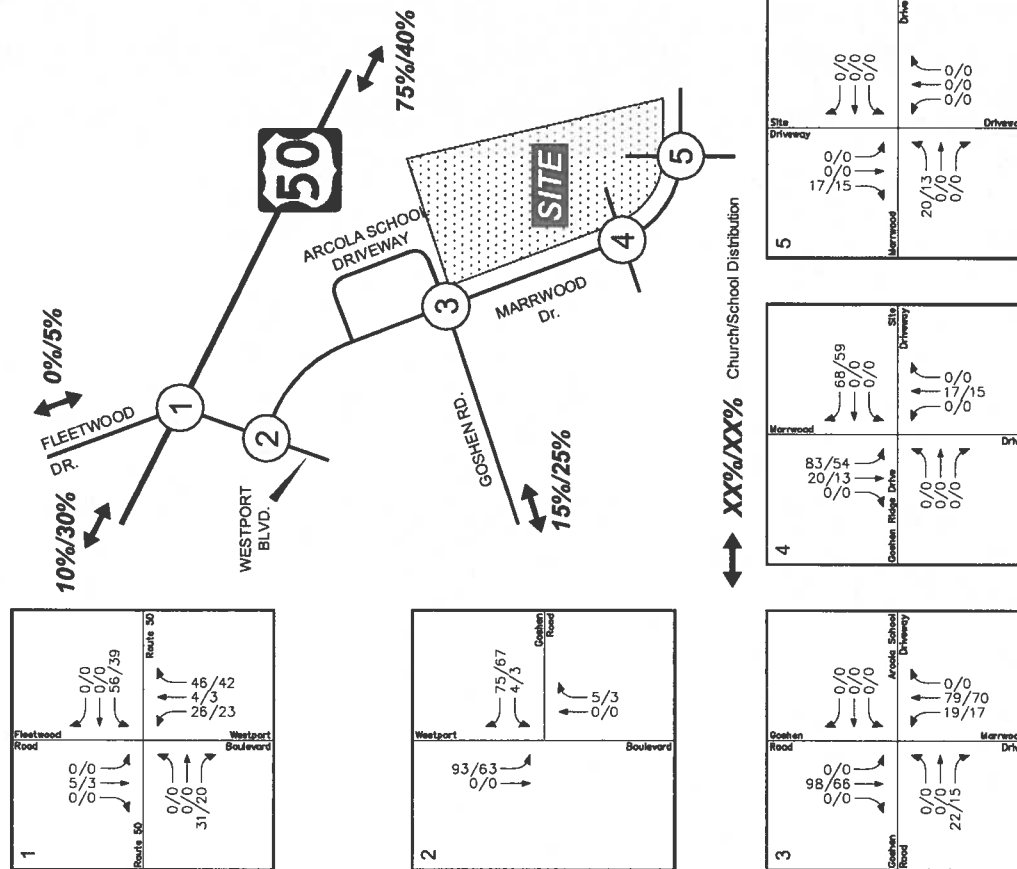 FLEETWOOD
DR.
0%/5%
10%/30%
50
75%/40%
1
2
WESTPORT
BLVD.
ARCOLA SCHOOL
DRIVEWAY
3
SITE
GOSHEN RD.
MARRWOOD
Dr.
4
5
15%/25%
XX%/XX% Church/School Distribution
1
Fleetwood
Road
Route 50
0/0
0/0
56/39
0/0
5/3
0/0
Route 50
Westport
Boulevard
0/0
0/0
31/20
46/42
4/3
26/23
2
Westport
Goshen
Road
75/67
4/3
93/63
0/0
Boulevard
5/3
0/0
3
Goshen
Road
Arcola School
Driveway
0/0
0/0
0/0
0/0
98/66
0/0
Goshen
Road
0/0
0/0
22/15
0/0
79/70
19/17
4
Marrwood
Site
Driveway
68/59
0/0
0/0
83/54
20/13
0/0
Goshen Ridge Drive
0/0
0/0
0/0
0/0
17/15
0/0
5
Site
Driveway
0/0
0/0
0/0
0/0
0/0
17/15
Marrwood
20/13
0/0
0/0
0/0
0/0
0/0